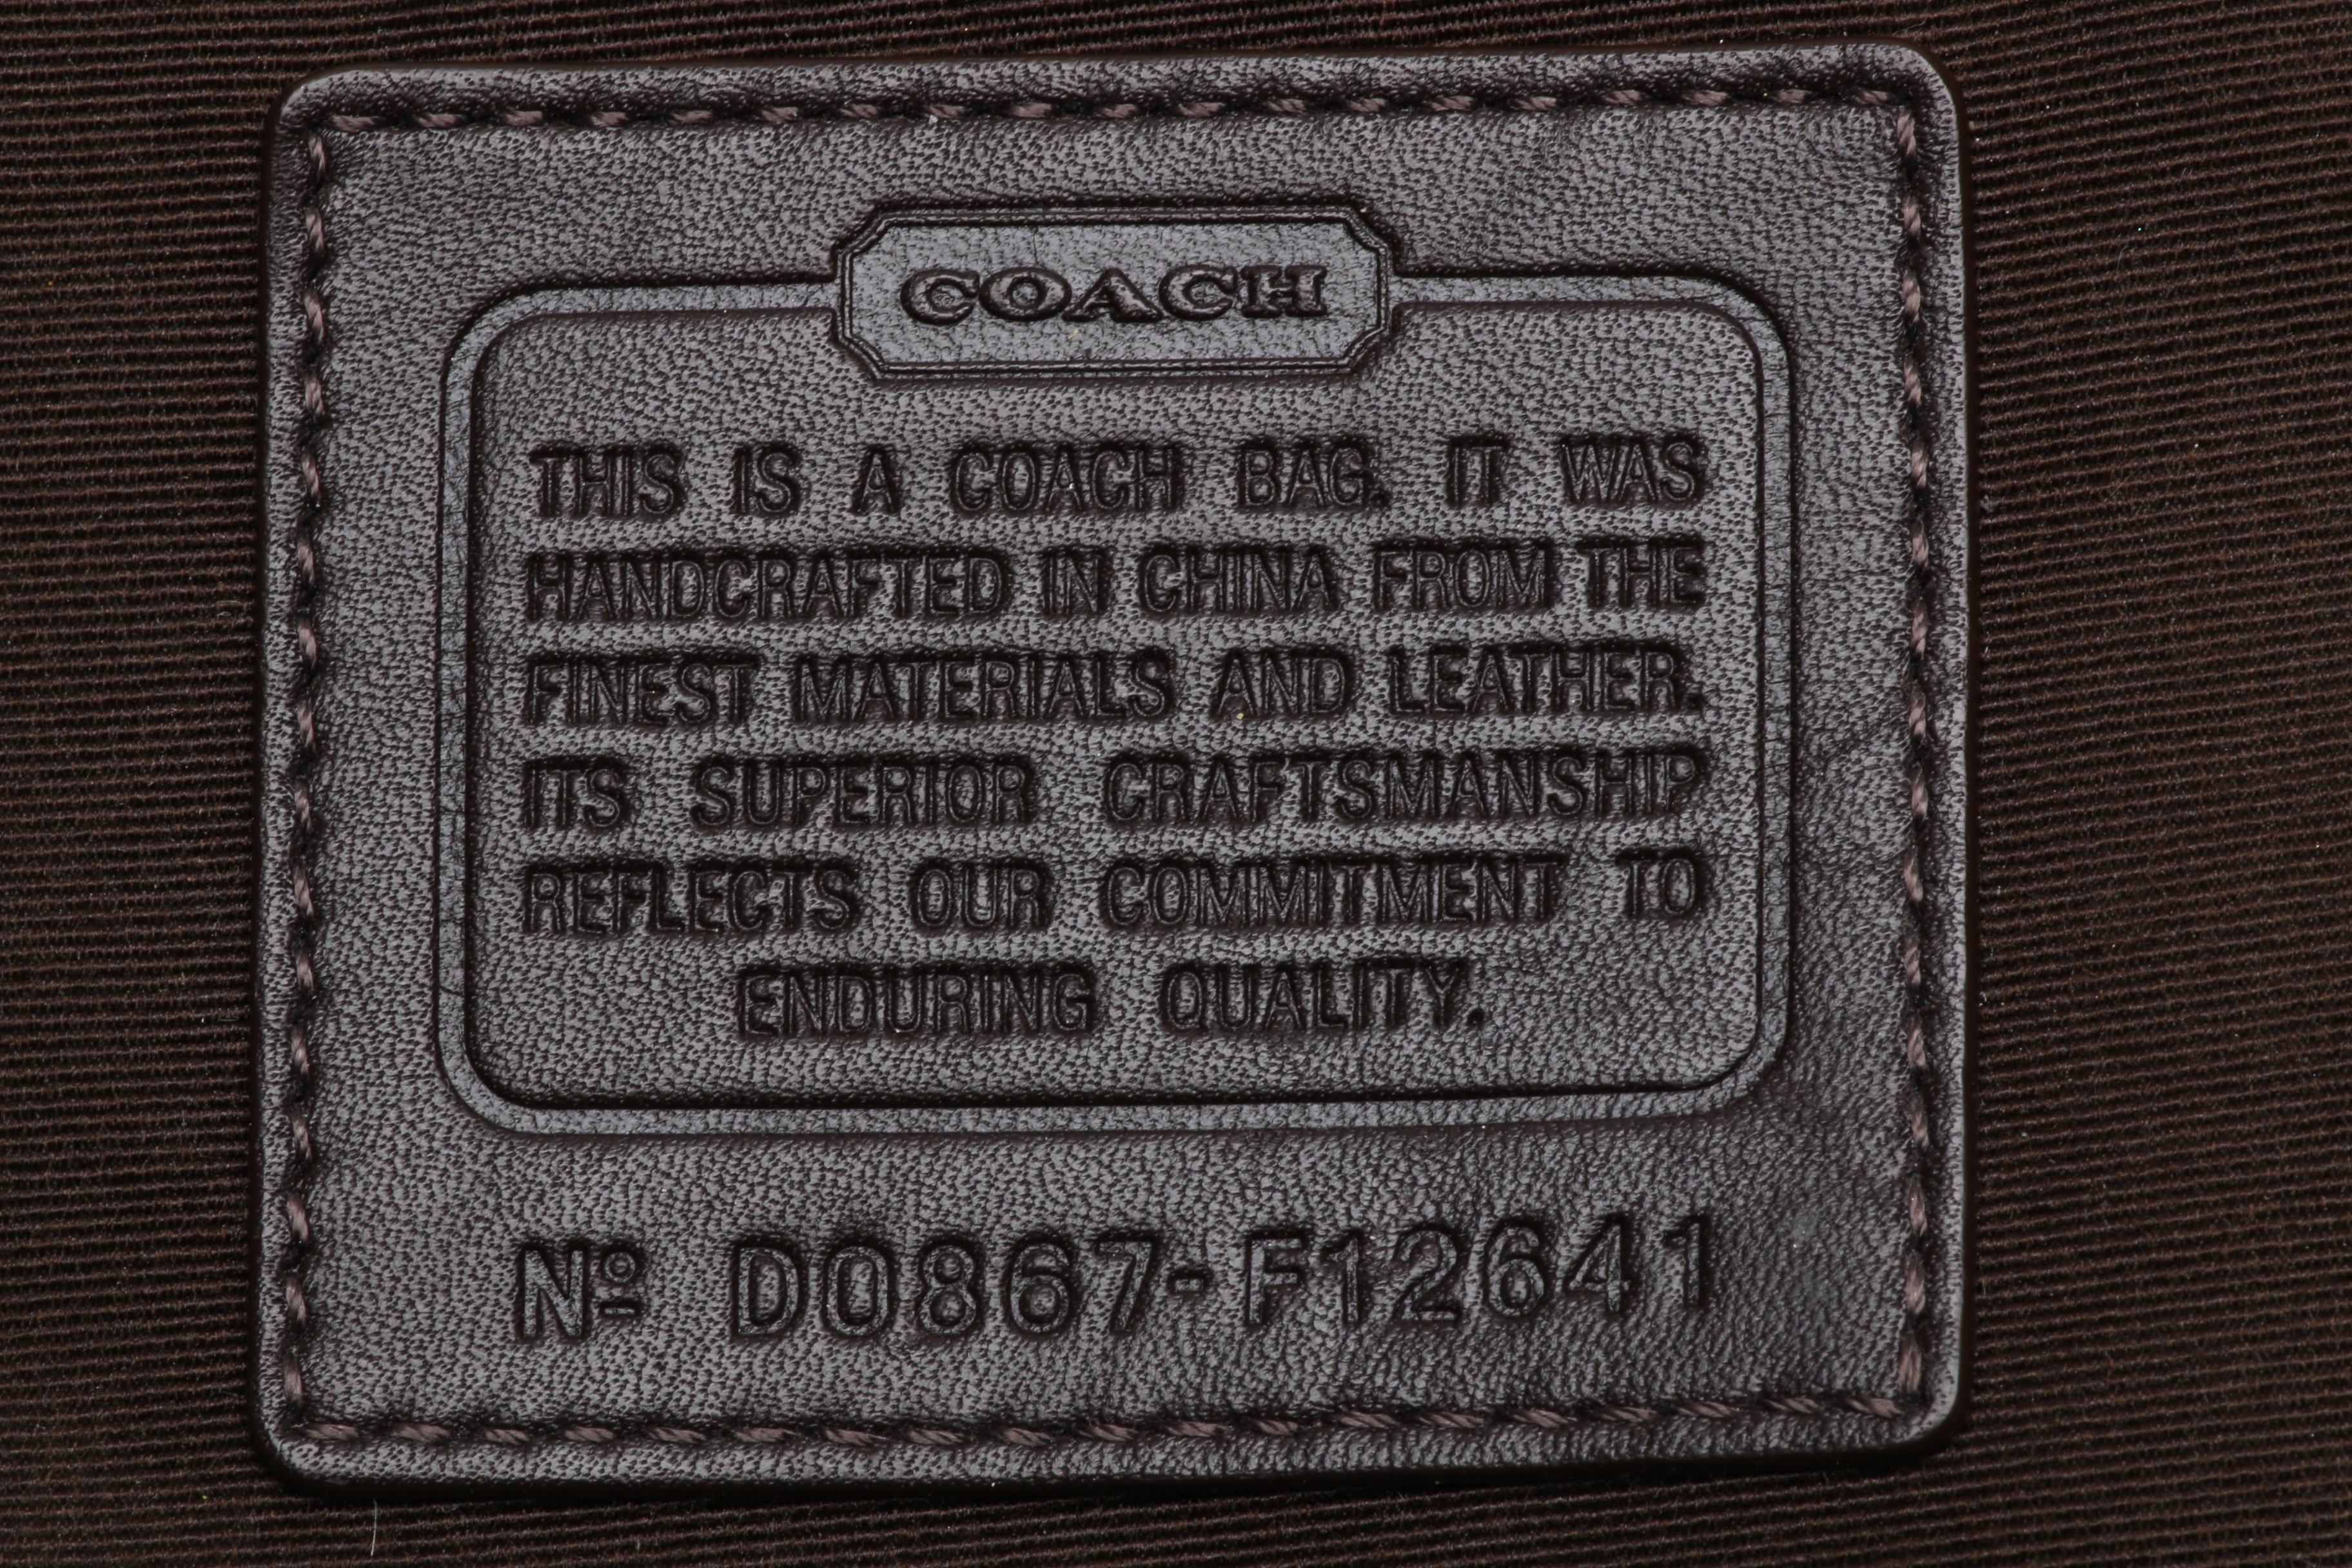 COACH
THIS IS A COACH BAG. IT WAS
HANDCRAFTED IN CHINA FROM THE
FINEST MATERIALS AND LEATHER.
ITS SUPERIOR CRAFTSMANSHIP
REFLECTS OUR COMMITMENT TO
ENDURING QUALITY.
Nº D0867-F12641